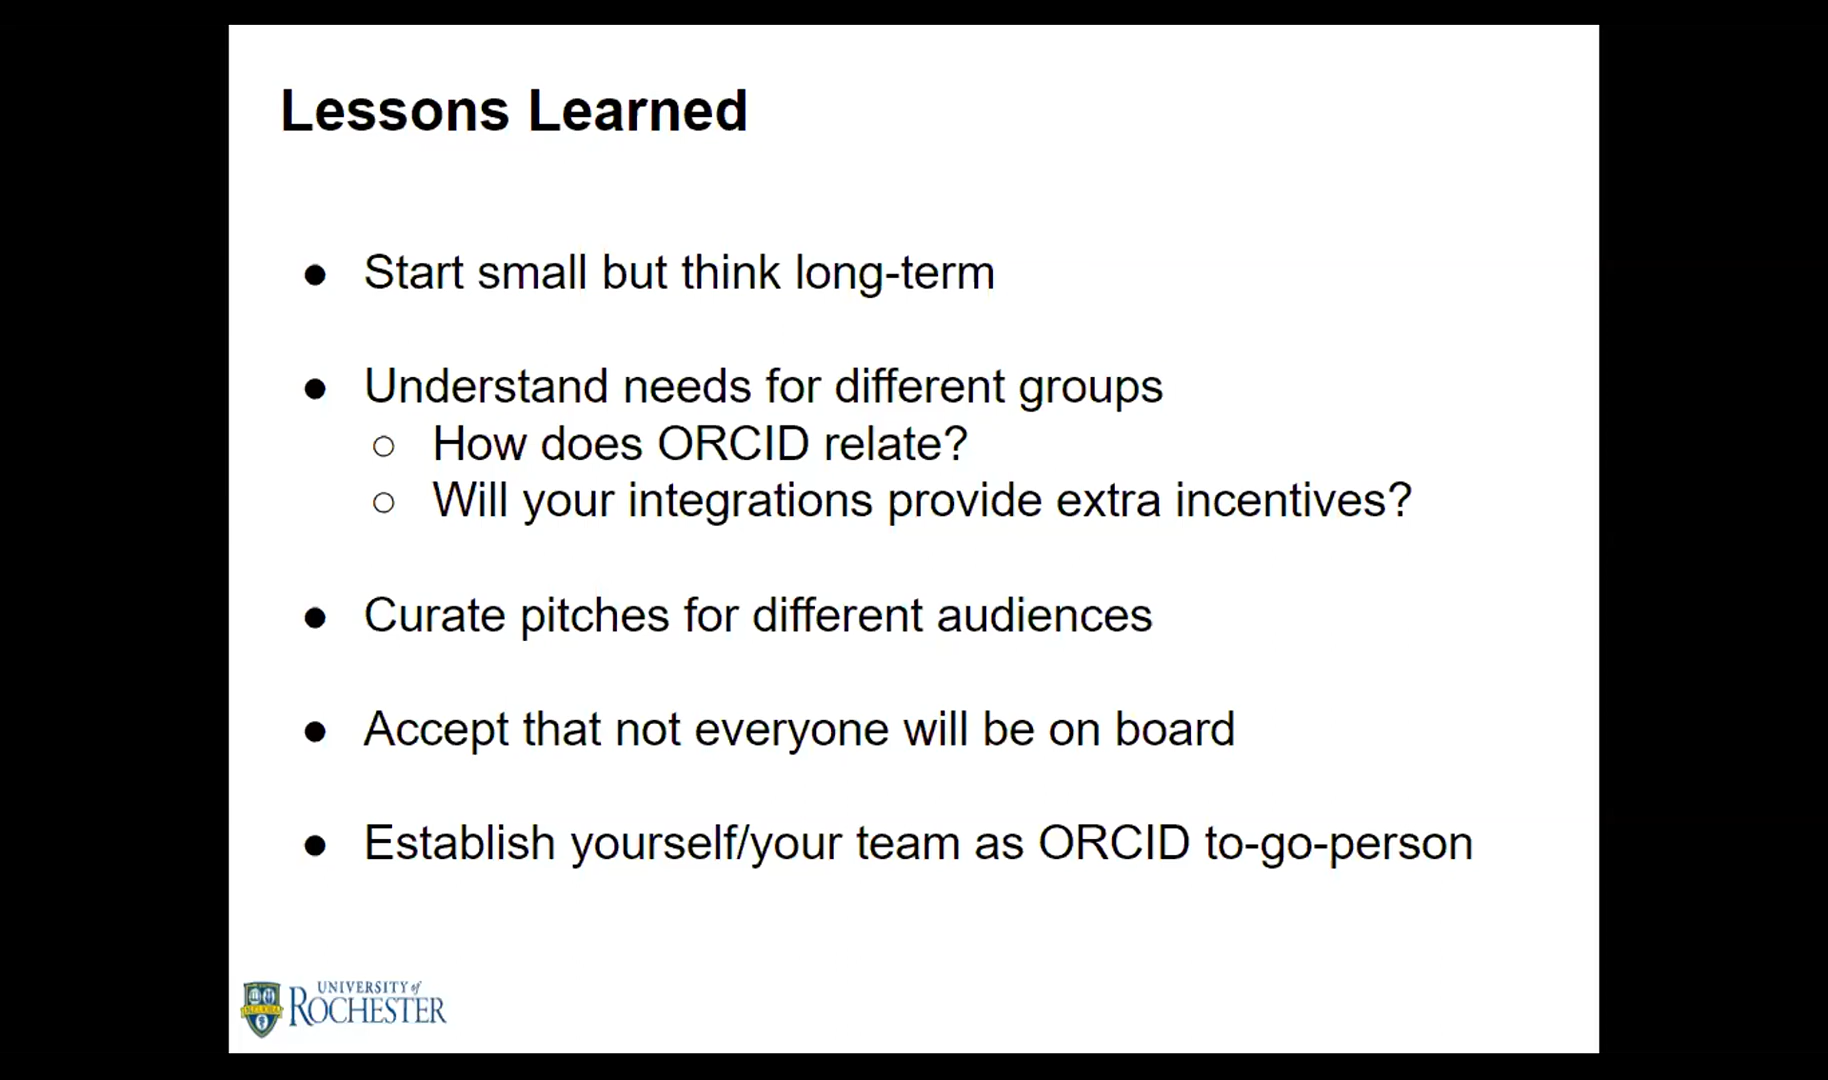 Lessons Learned
● Start small but think long-term
● Understand needs for different groups
○ How does ORCID relate?
○ Will your integrations provide extra incentives?
● Curate pitches for different audiences
● Accept that not everyone will be on board
● Establish yourself/your team as ORCID to-go-person
UNIVERSITY of
ROCHESTER